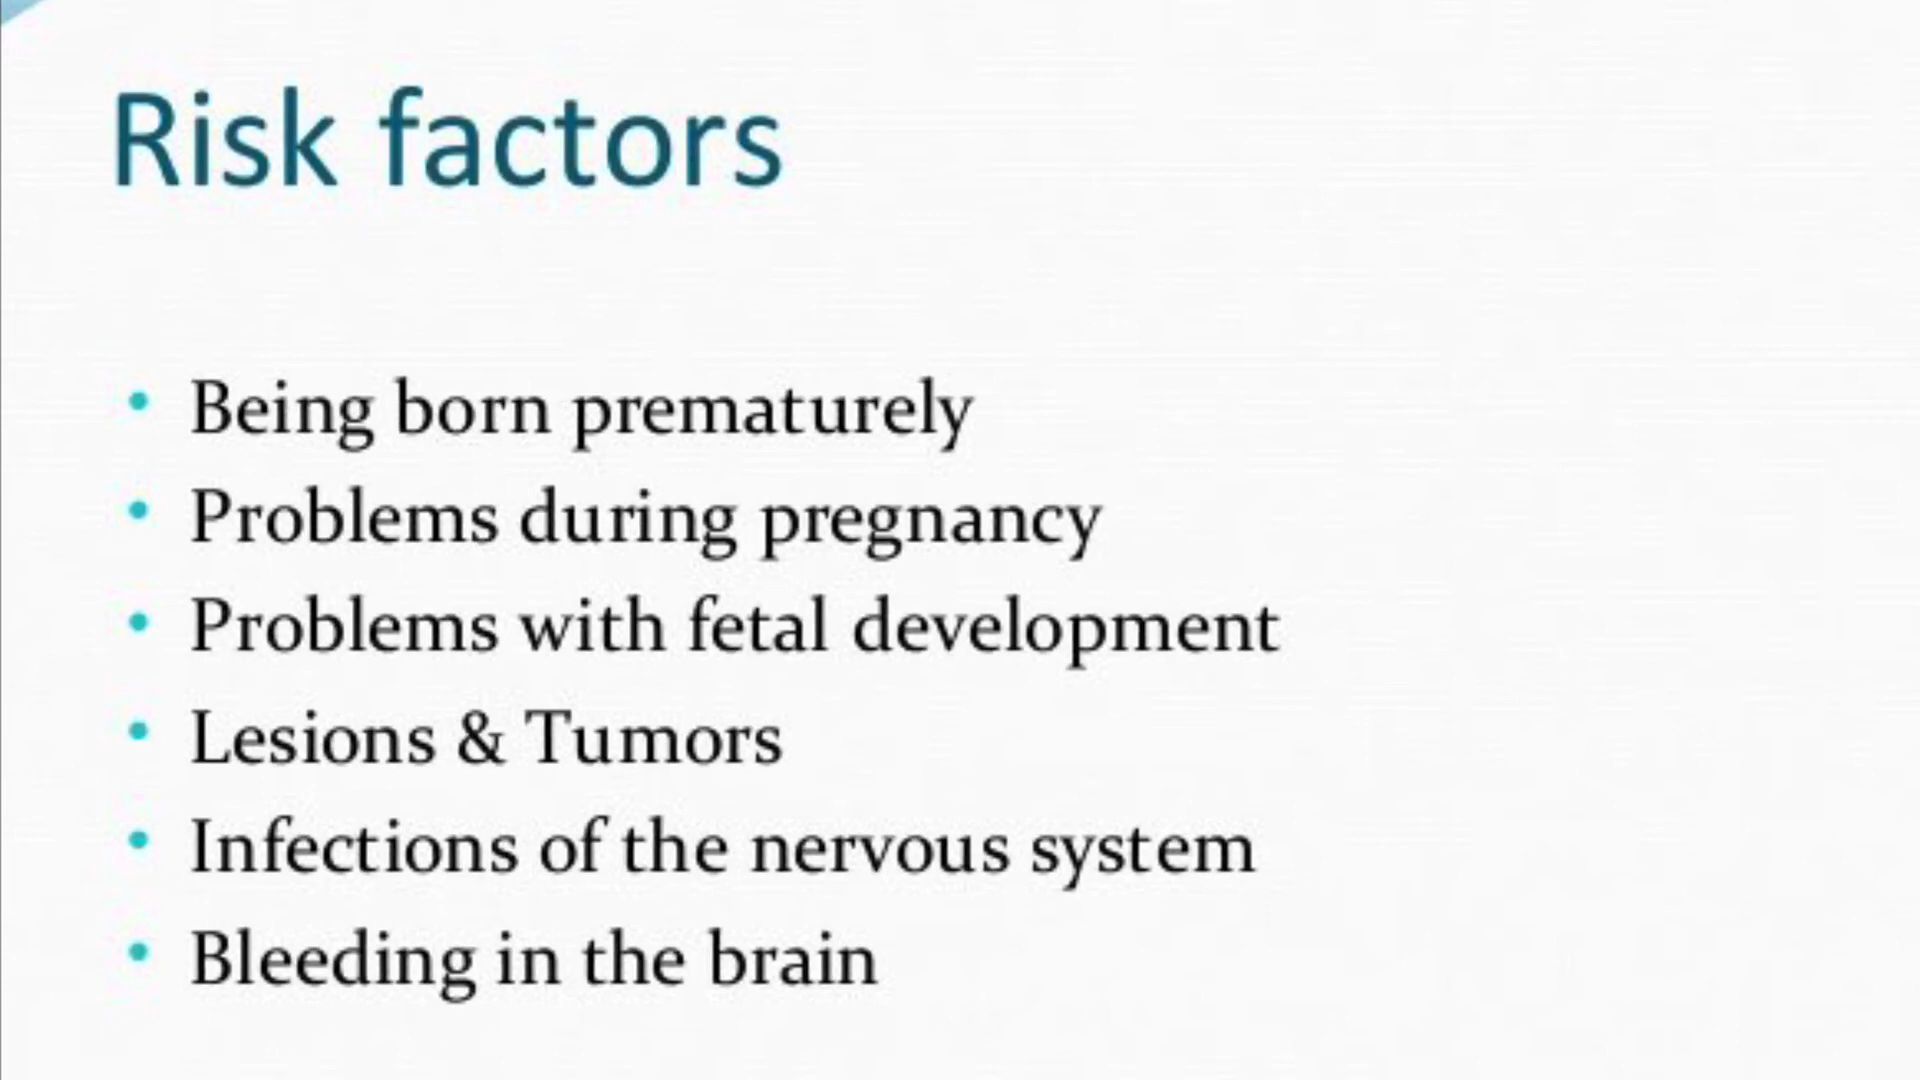 Risk factors
• Being born prematurely
• Problems during pregnancy
• Problems with fetal development
• Lesions & Tumors
• Infections of the nervous system
• Bleeding in the brain